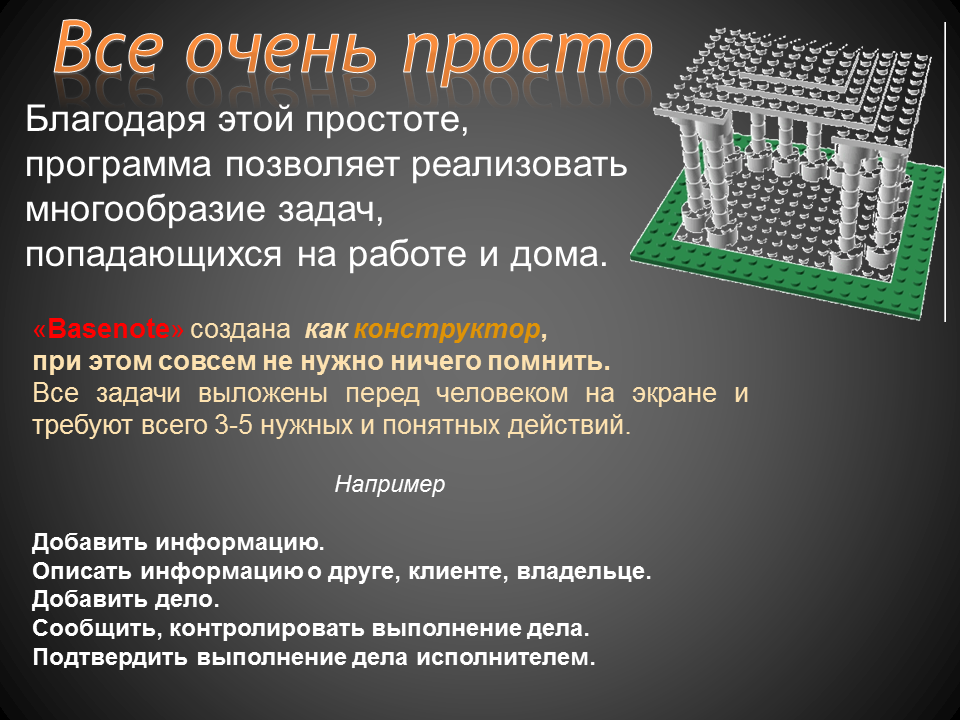 Все очень просто
Благодаря этой простоте,
программа позволяет реализовать
многообразие задач,
попадающихся на работе и дома.
«Basenote» создана как конструктор,
при этом совсем не нужно ничего помнить.
Все задачи выложены перед человеком на экране и
требуют всего 3-5 нужных и понятных действий.
Например
Добавить информацию.
Описать информацию о друге, клиенте, владельце.
Добавить дело.
Сообщить, контролировать выполнение дела.
Подтвердить выполнение дела исполнителем.